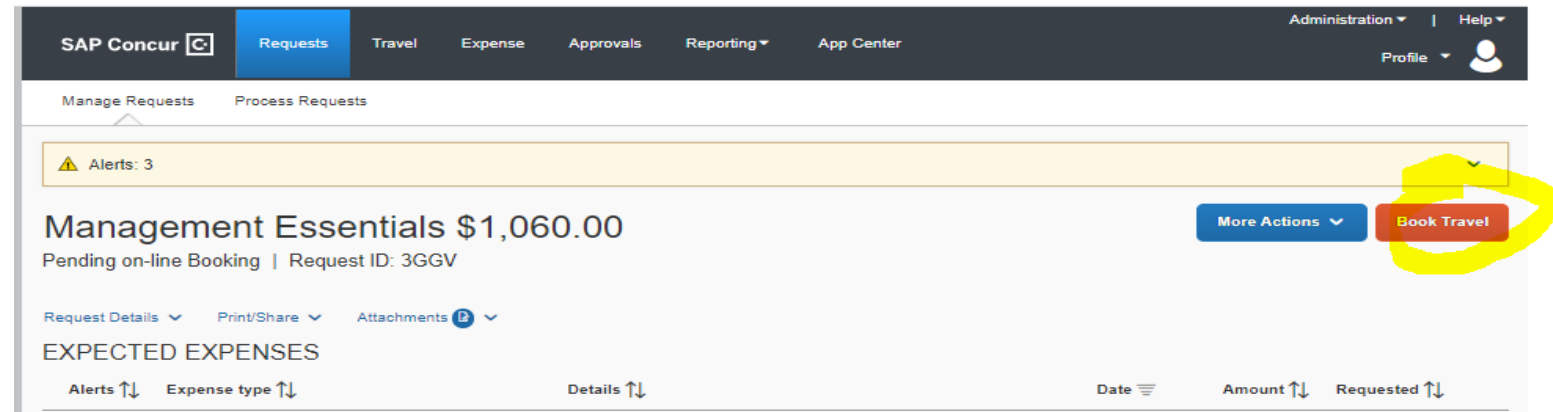 Administration | Help
SAP Concur C Requests Travel Expense Approvals Reporting App Center
Profile
Manage Requests Process Requests
Alerts: 3
Management Essentials $1,060.00
More Actions Book Travel
Pending on-line Booking | Request ID: 3GGV
Request Details Print/Share Attachments
EXPECTED EXPENSES
Alerts Expense type Details Date Amount Requested